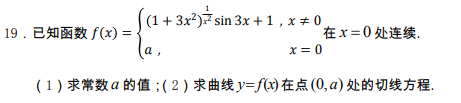 19．已知函数 f(x) = { (1 + 3x²)^{1/x²} sin 3x + 1，x ≠ 0
a， x = 0 在 x = 0 处连续.
（1）求常数 a 的值；（2）求曲线 y=f(x) 在点 (0, a) 处的切线方程.